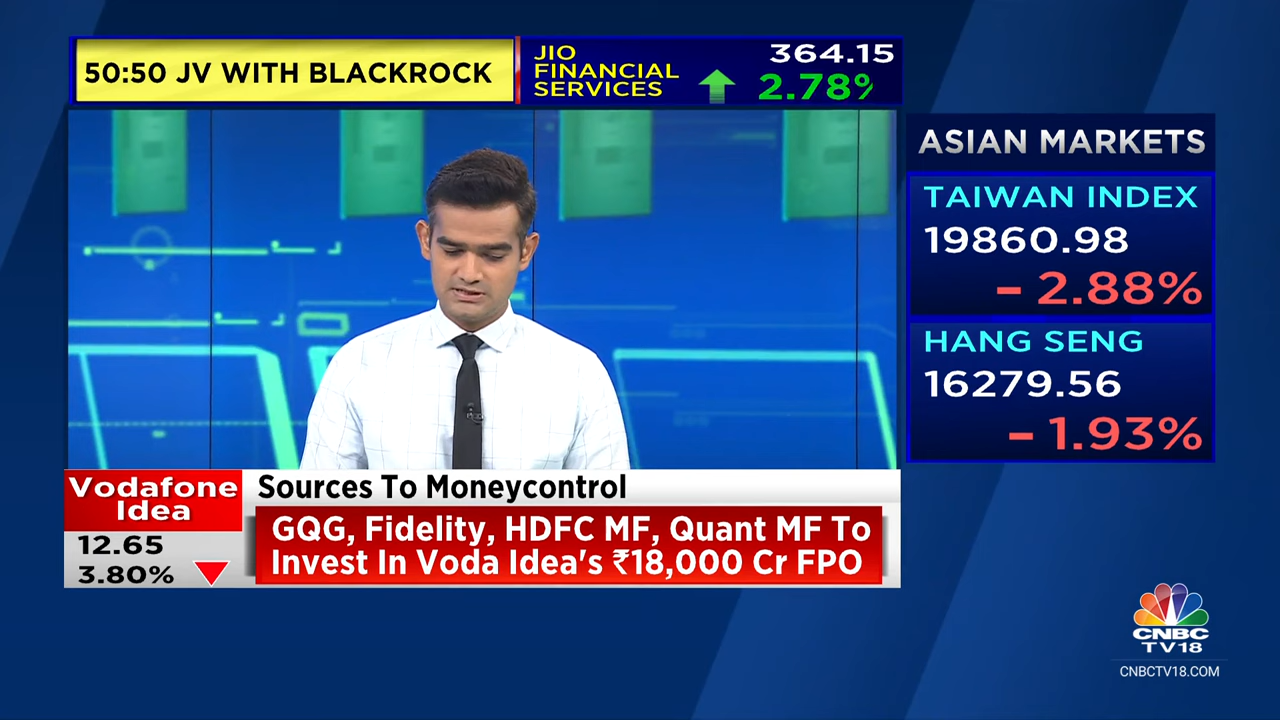 50:50 JV WITH BLACKROCK
JIO
FINANCIAL
SERVICES
364.15
2.78%
ASIAN MARKETS
TAIWAN INDEX
19860.98
– 2.88%
HANG SENG
16279.56
– 1.93%
Vodafone
Idea
12.65
3.80%
Sources To Moneycontrol
GQG, Fidelity, HDFC MF, Quant MF To
Invest In Voda Idea's ₹18,000 Cr FPO
CNBC
TV18
CNBCTV18.COM